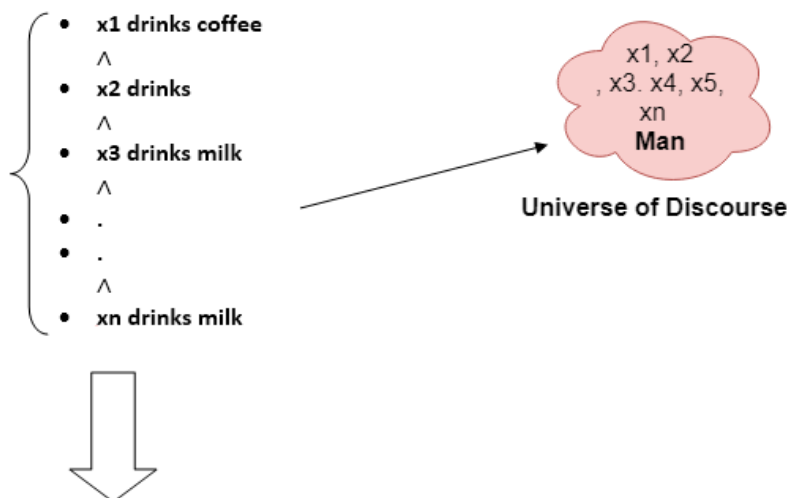 • x1 drinks coffee
∧
• x2 drinks
∧
• x3 drinks milk
∧
• .
• .
∧
• xn drinks milk
x1, x2
, x3. x4, x5,
xn
Man
Universe of Discourse